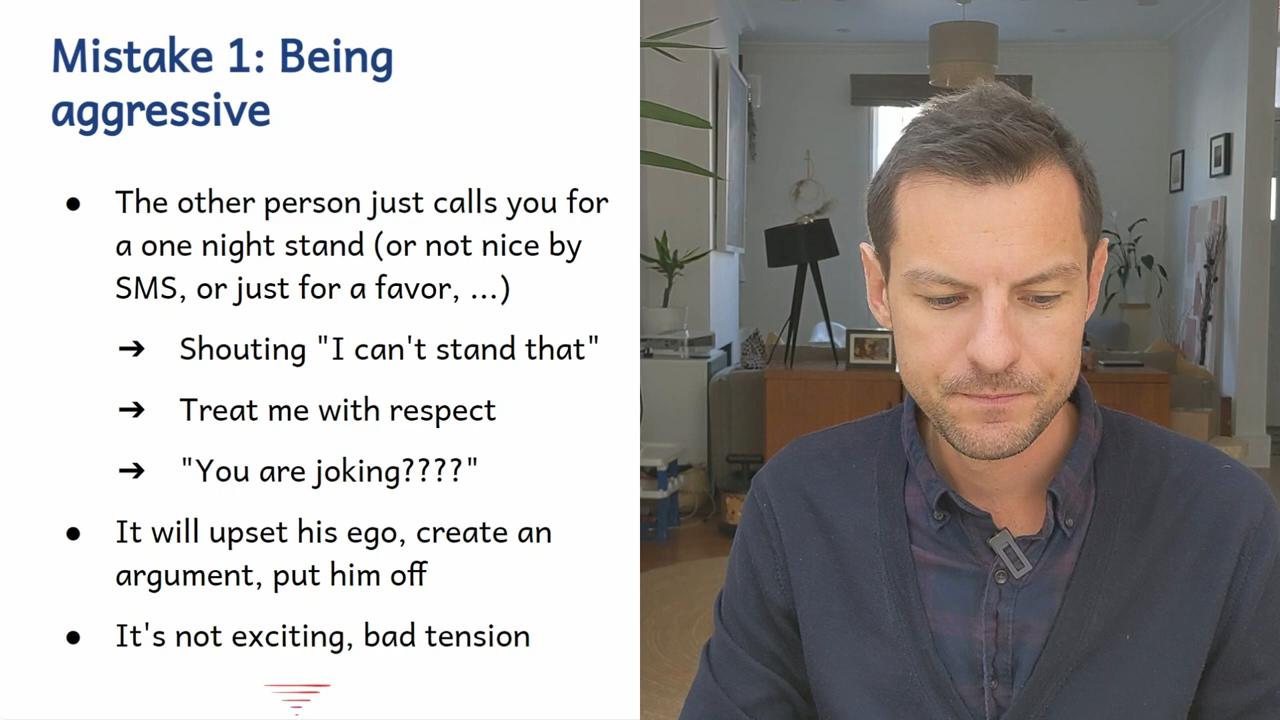 Mistake 1: Being
aggressive
● The other person just calls you for
a one night stand (or not nice by
SMS, or just for a favor, ...)
➔ Shouting "I can't stand that"
➔ Treat me with respect
➔ "You are joking????"
● It will upset his ego, create an
argument, put him off
● It's not exciting, bad tension